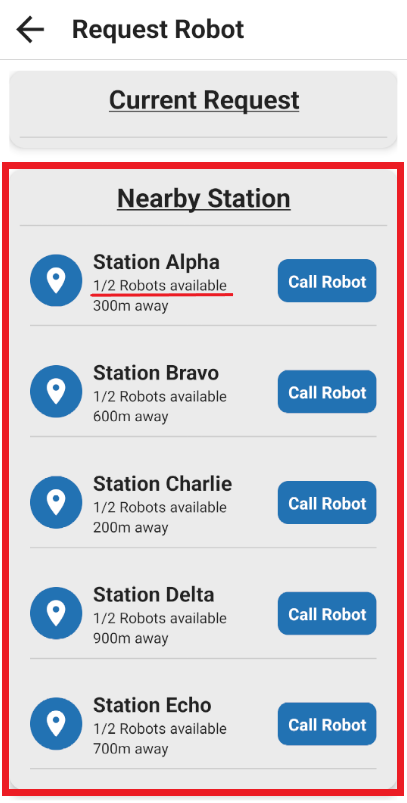 Request Robot
Current Request
Nearby Station
Station Alpha
1/2 Robots available
300m away
Call Robot
Station Bravo
1/2 Robots available
600m away
Call Robot
Station Charlie
1/2 Robots available
200m away
Call Robot
Station Delta
1/2 Robots available
900m away
Call Robot
Station Echo
1/2 Robots available
700m away
Call Robot